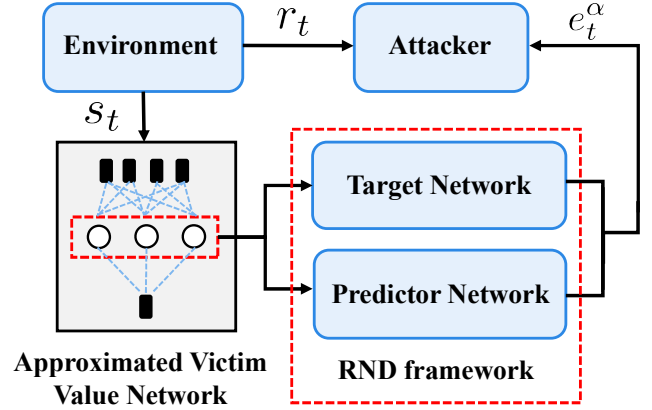 Environment
r_t
Attacker
e_t^α
s_t
Target Network
Predictor Network
Approximated Victim
Value Network
RND framework